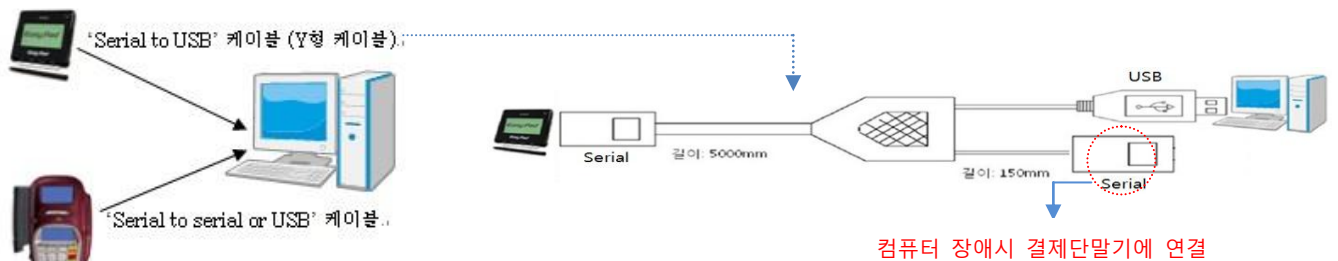 ‘Serial to USB’ 케이블 (Y형 케이블).
USB
Serial
길이: 5000mm
길이: 150mm
Serial
‘Serial to serial or USB’ 케이블.
컴퓨터 장애시 결제단말기에 연결